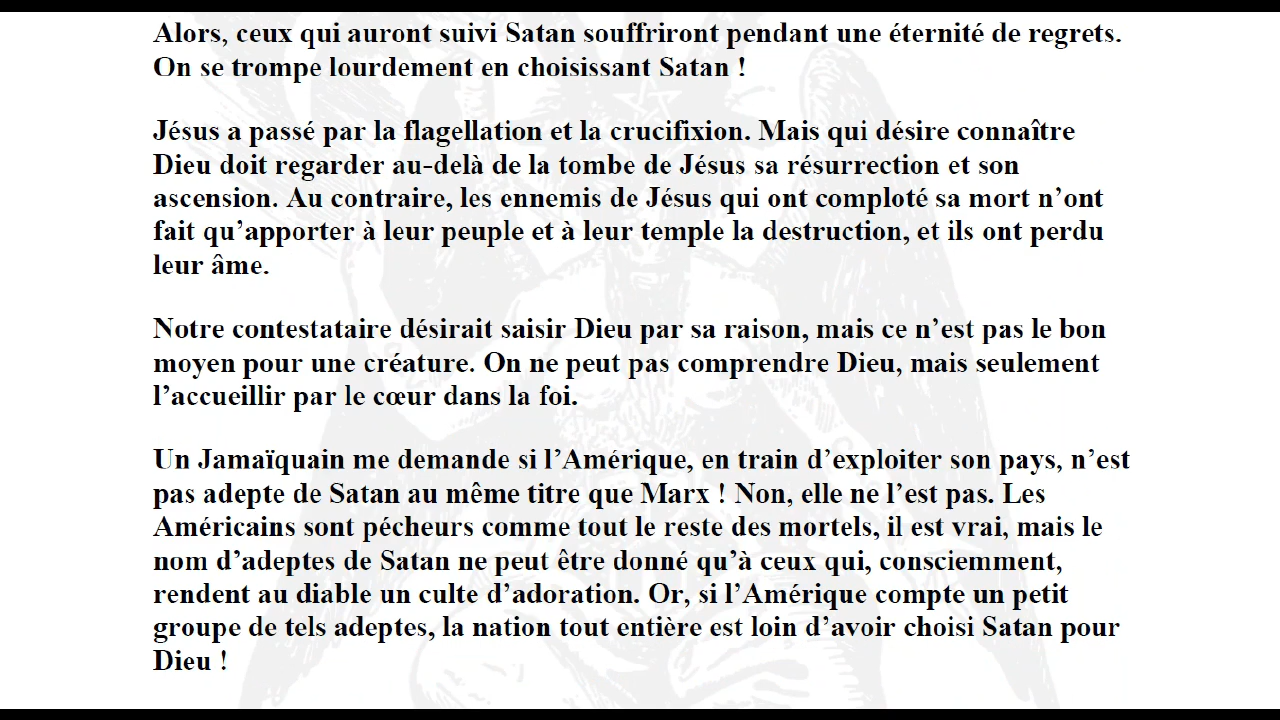 Alors, ceux qui auront suivi Satan souffriront pendant une éternité de regrets.
On se trompe lourdement en choisissant Satan !
Jésus a passé par la flagellation et la crucifixion. Mais qui désire connaître
Dieu doit regarder au-delà de la tombe de Jésus sa résurrection et son
ascension. Au contraire, les ennemis de Jésus qui ont comploté sa mort n’ont
fait qu’apporter à leur peuple et à leur temple la destruction, et ils ont perdu
leur âme.
Notre contestataire désirait saisir Dieu par sa raison, mais ce n’est pas le bon
moyen pour une créature. On ne peut pas comprendre Dieu, mais seulement
l’accueillir par le cœur dans la foi.
Un Jamaïquain me demande si l’Amérique, en train d’exploiter son pays, n’est
pas adepte de Satan au même titre que Marx ! Non, elle ne l’est pas. Les
Américains sont pécheurs comme tout le reste des mortels, il est vrai, mais le
nom d’adeptes de Satan ne peut être donné qu’à ceux qui, consciemment,
rendent au diable un culte d’adoration. Or, si l’Amérique compte un petit
groupe de tels adeptes, la nation tout entière est loin d’avoir choisi Satan pour
Dieu !